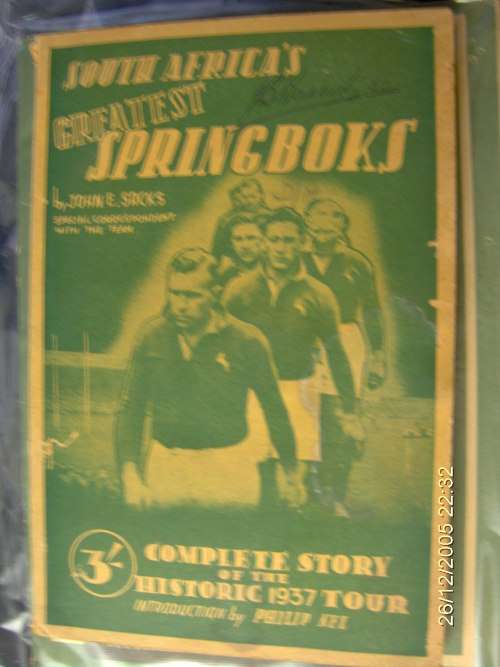 SOUTH AFRICA'S
GREATEST
SPRINGBOKS
by JOHN E. SACKS
SPECIAL CORRESPONDENT
WITH THE TEAM
3/-
COMPLETE STORY
OF THE
HISTORIC 1937 TOUR
INTRODUCTION by PHILIP NEL
26/12/2005 22:32